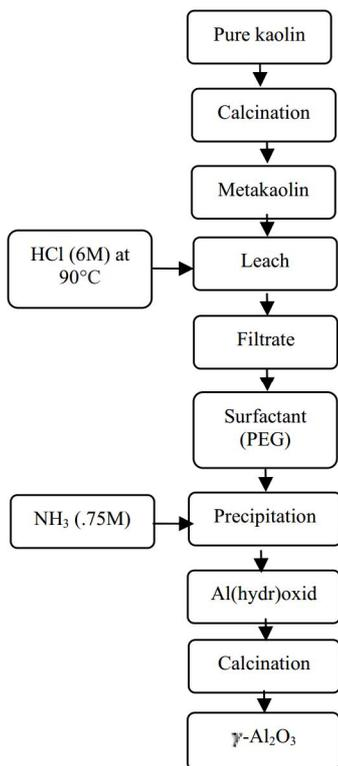 Pure kaolin
Calcination
Metakaolin
HCl (6M) at
90°C
Leach
Filtrate
Surfactant
(PEG)
NH₃ (.75M)
Precipitation
Al(hydr)oxid
Calcination
γ-Al₂O₃